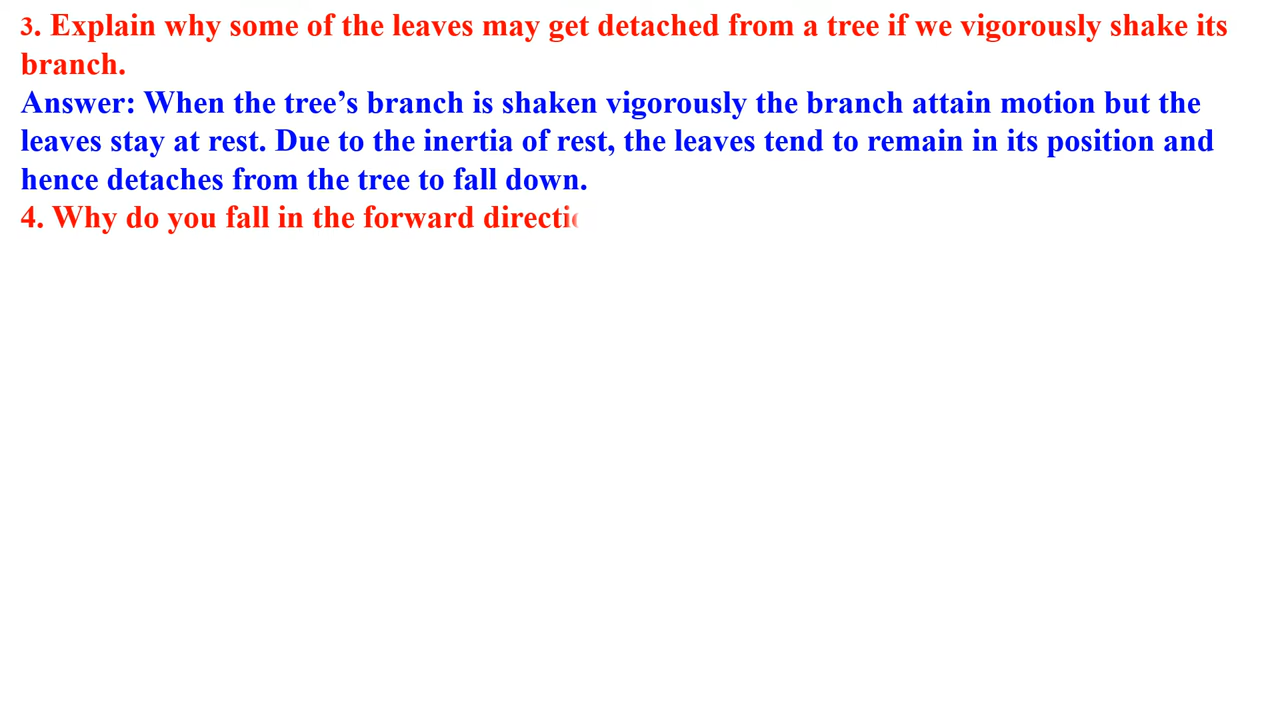 3. Explain why some of the leaves may get detached from a tree if we vigorously shake its
branch.
Answer: When the tree’s branch is shaken vigorously the branch attain motion but the
leaves stay at rest. Due to the inertia of rest, the leaves tend to remain in its position and
hence detaches from the tree to fall down.
4. Why do you fall in the forward